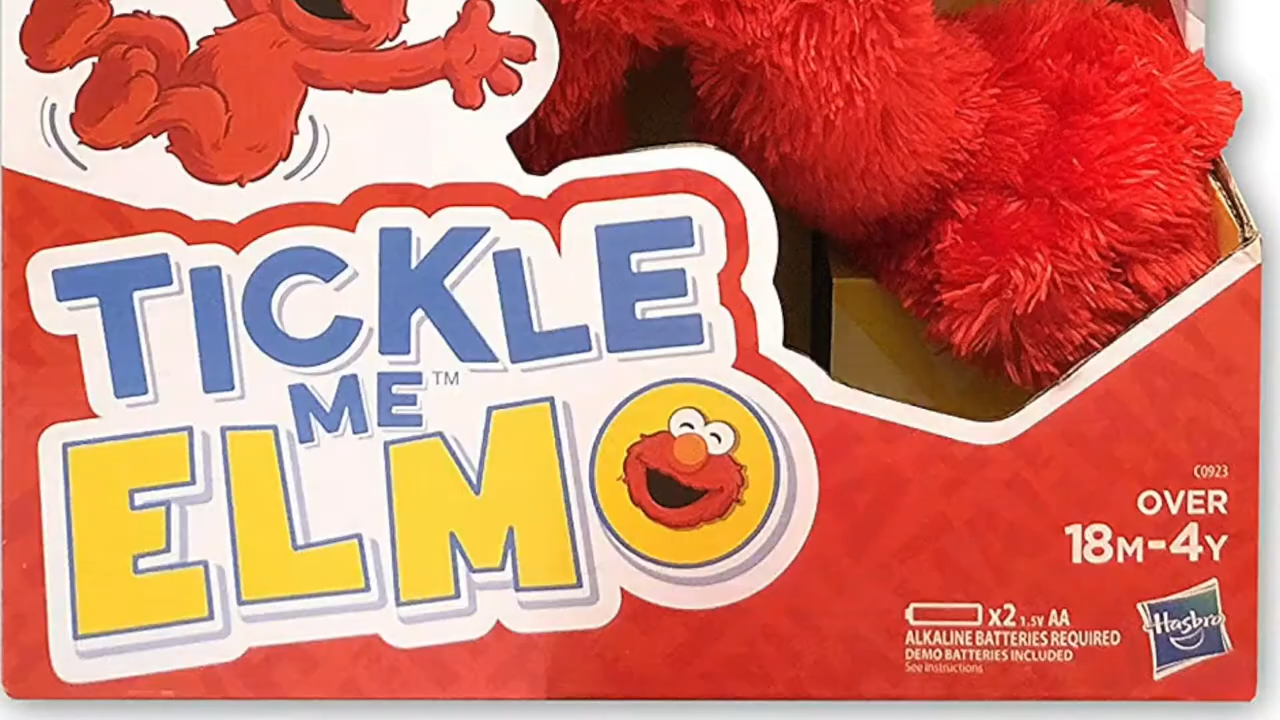 TICKLE
ME™
ELMO
C0923
OVER
18M-4Y
x2 1.5V AA
ALKALINE BATTERIES REQUIRED
DEMO BATTERIES INCLUDED
See instructions
Hasbro